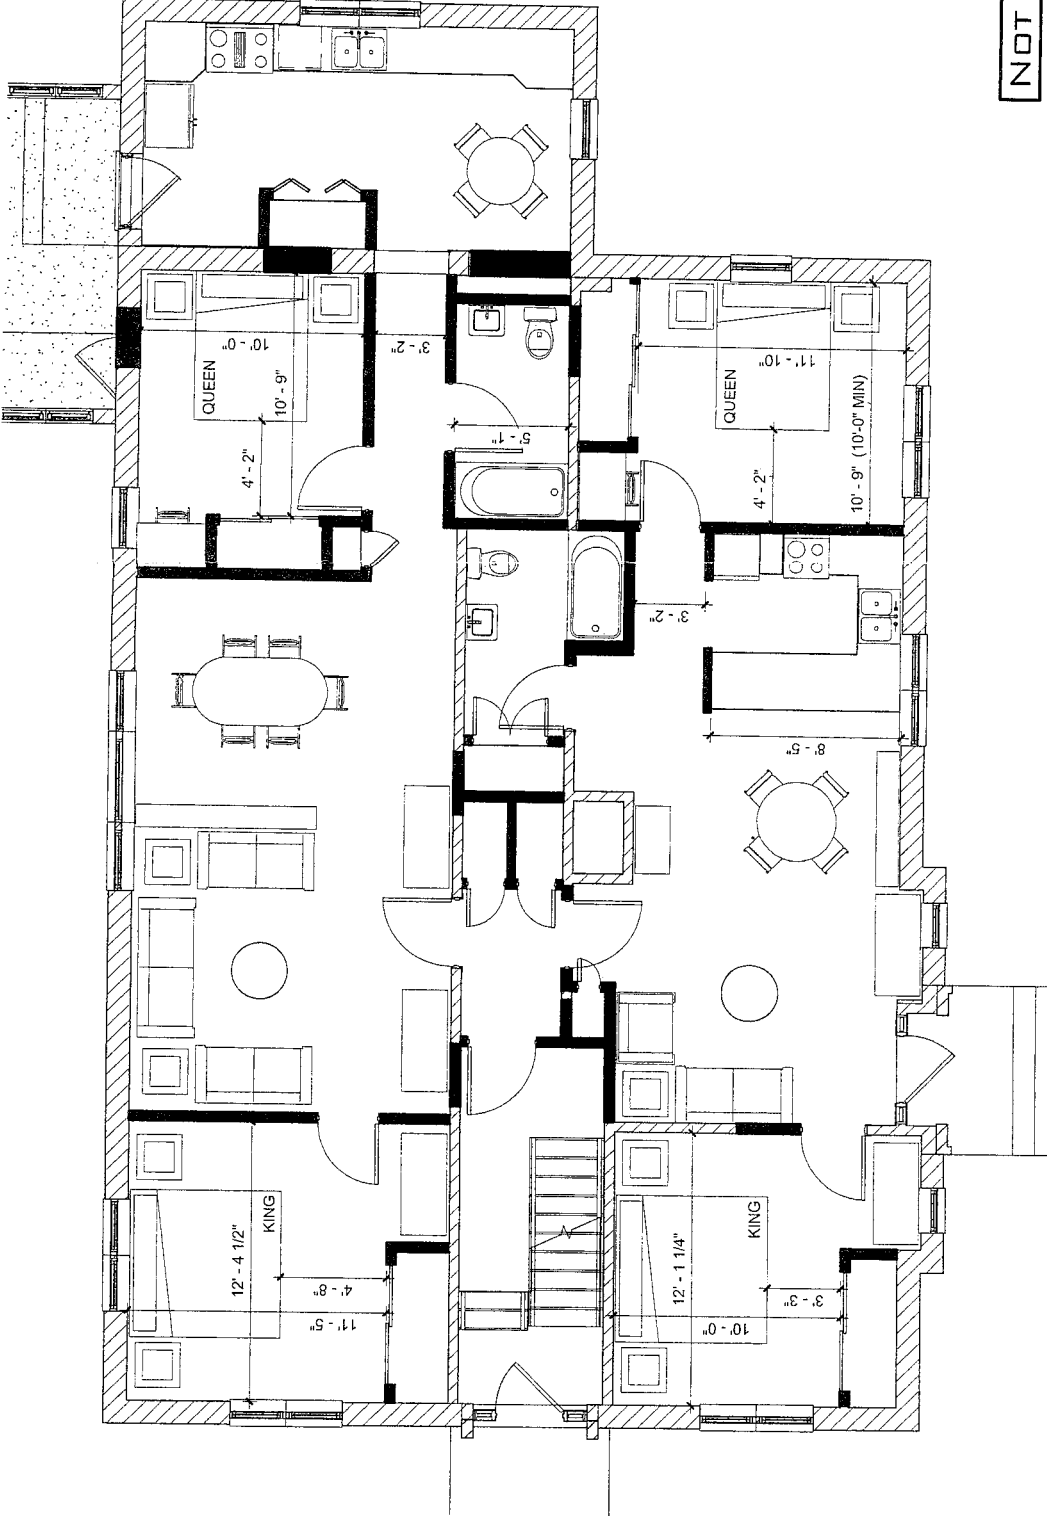 NOT
QUEEN
10' - 0"
10' - 9"
3' - 2"
4' - 2"
5' - 1"
QUEEN
11' - 10"
10' - 9" (10'-0" MIN)
4' - 2"
3' - 2"
8' - 5"
KING
12' - 4 1/2"
4' - 8"
11' - 5"
KING
12' - 1 1/4"
3' - 3"
10' - 0"